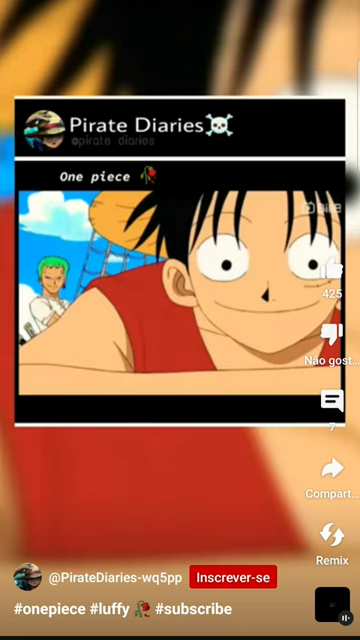 Pirate Diaries☠
@pirate diaries
One piece 🥀
425
Não gost...
7
Compart...
Remix
@PirateDiaries-wq5pp Inscrever-se
#onepiece #luffy 🥀 #subscribe